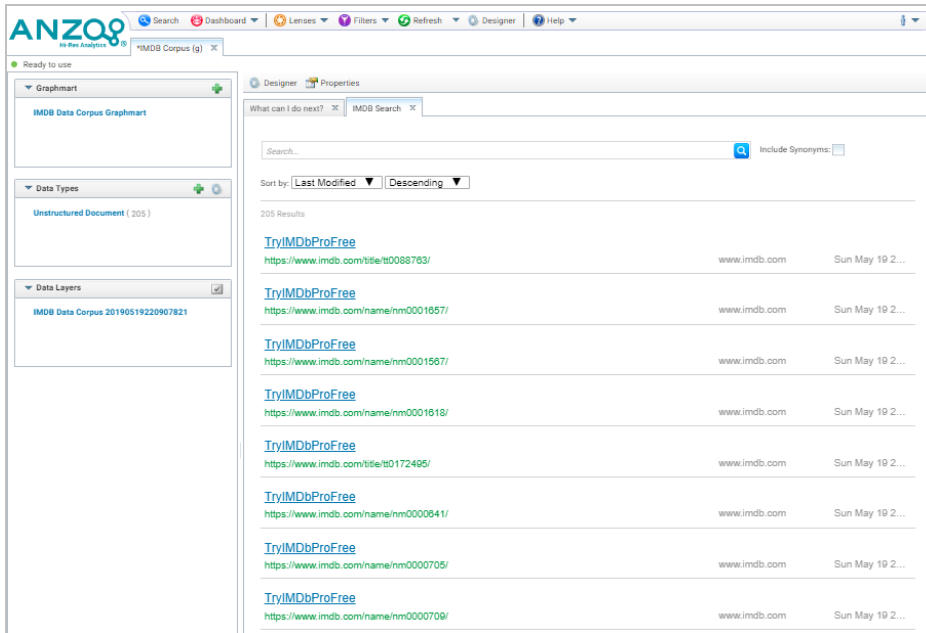 ANZO
Hi-Res Analytics ®
Search Dashboard Lenses Filters Refresh Designer Help
*IMDB Corpus (g) X
Ready to use
Graphmart
IMDB Data Corpus Graphmart
Data Types
Unstructured Document ( 205 )
Data Layers
IMDB Data Corpus 20190519220907821
Designer Properties
What can I do next? X IMDB Search X
Search...
Include Synonyms:
Sort by: Last Modified ▼ Descending ▼
205 Results
TryIMDbProFree
https://www.imdb.com/title/tt0088763/ www.imdb.com Sun May 19 2...
TryIMDbProFree
https://www.imdb.com/name/nm0001657/ www.imdb.com Sun May 19 2...
TryIMDbProFree
https://www.imdb.com/name/nm0001567/ www.imdb.com Sun May 19 2...
TryIMDbProFree
https://www.imdb.com/name/nm0001618/ www.imdb.com Sun May 19 2...
TryIMDbProFree
https://www.imdb.com/title/tt0172495/ www.imdb.com Sun May 19 2...
TryIMDbProFree
https://www.imdb.com/name/nm0000641/ www.imdb.com Sun May 19 2...
TryIMDbProFree
https://www.imdb.com/name/nm0000705/ www.imdb.com Sun May 19 2...
TryIMDbProFree
https://www.imdb.com/name/nm0000709/ www.imdb.com Sun May 19 2...